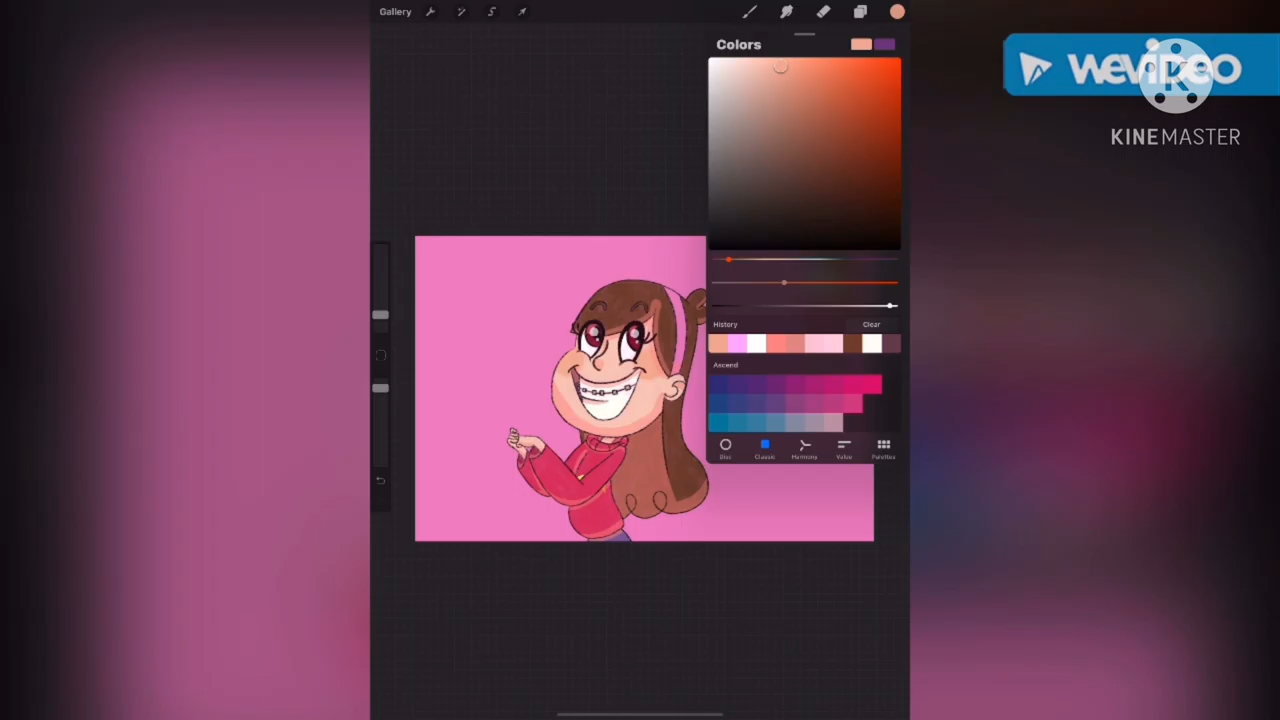 Gallery
Colors
History
Clear
Ascend
Disc
Classic
Harmony
Value
Palettes
WeVideo
K
KINEMASTER